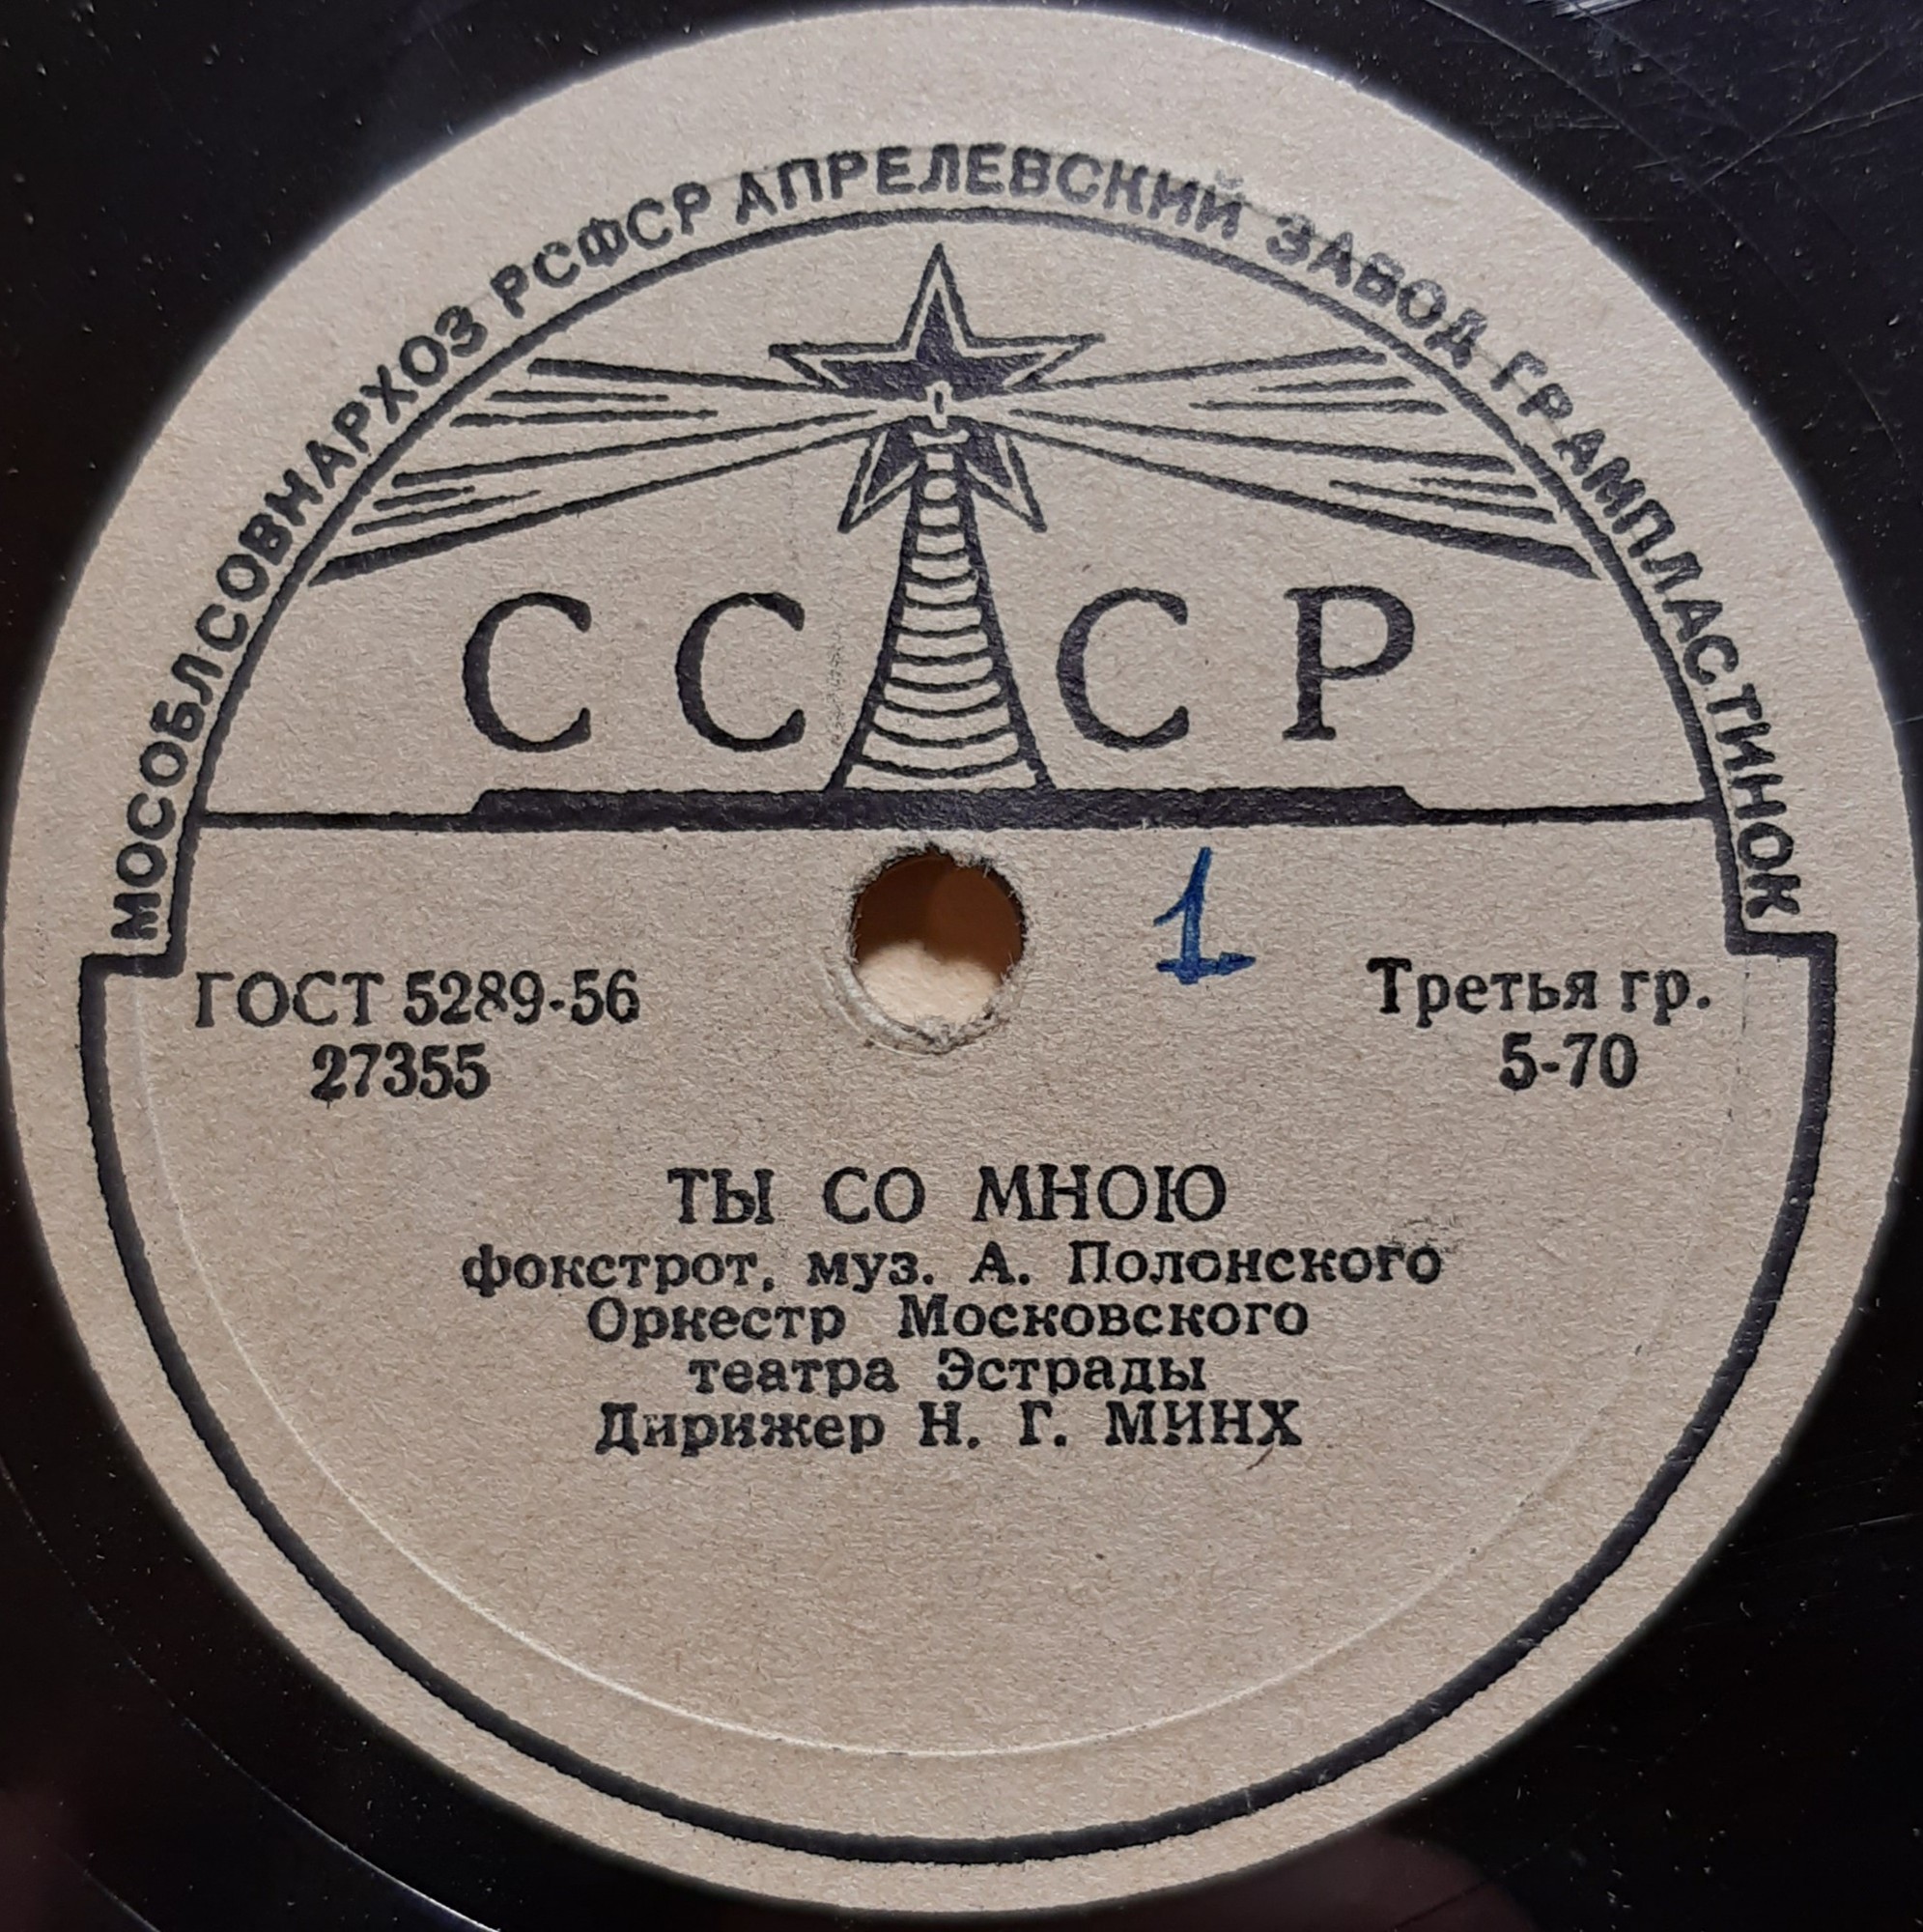 МОСОБЛСОВНАРХОЗ РСФСР АПРЕЛЕВСКИЙ ЗАВОД ГРАМПЛАСТИНОК
СССР
1
ГОСТ 5289-56
27355
Третья гр.
5-70
ТЫ СО МНОЮ
фокстрот, муз. А. Полонского
Оркестр Московского
театра Эстрады
Дирижер Н. Г. МИНХ